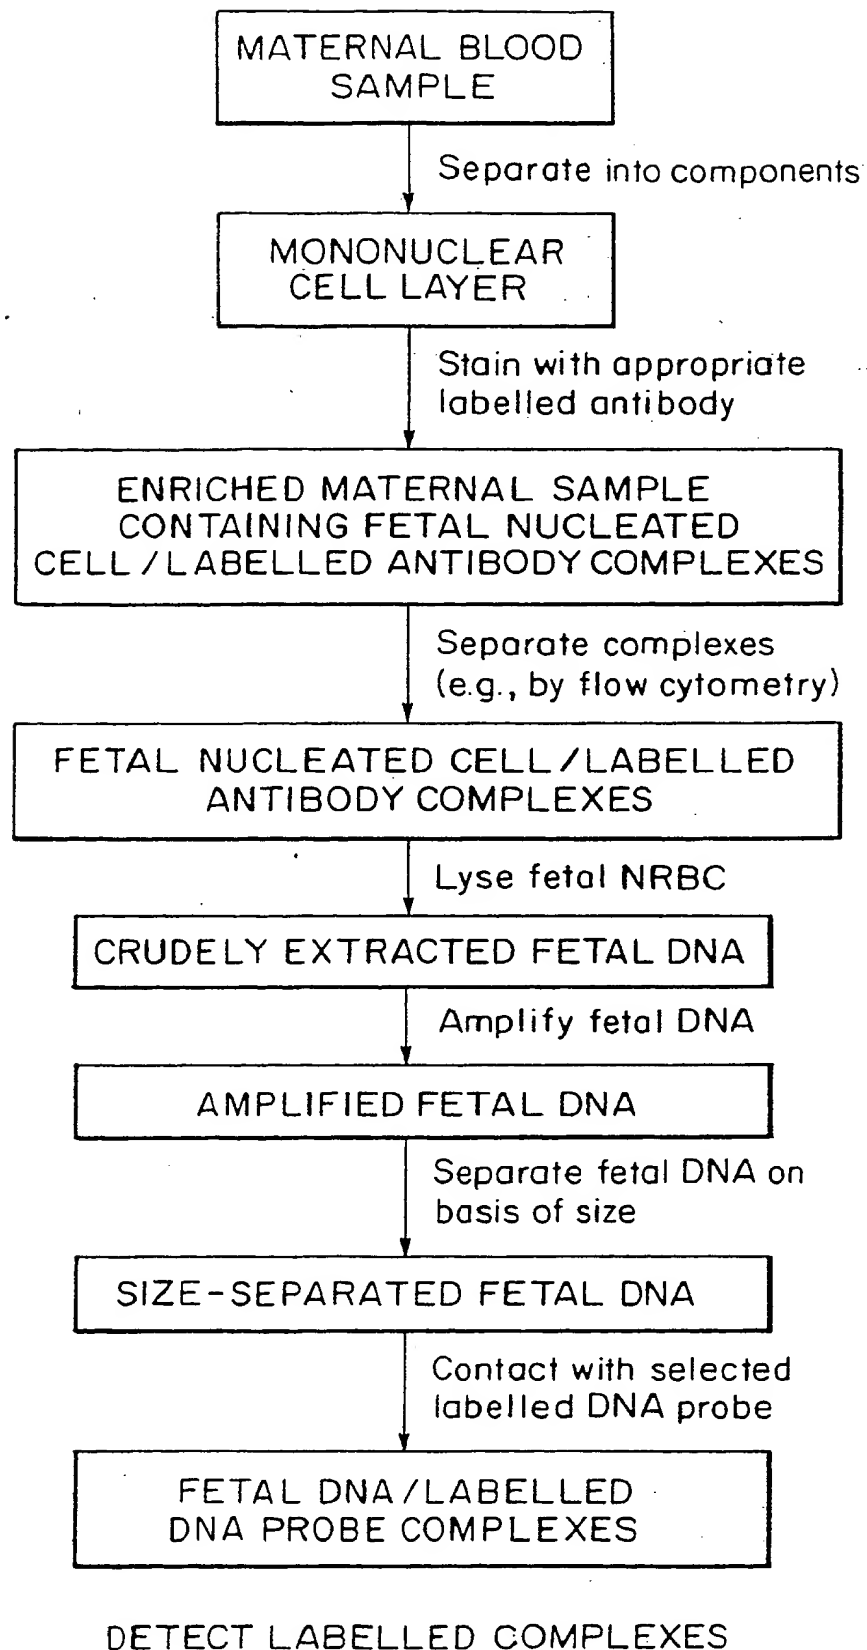 MATERNAL BLOOD
SAMPLE
Separate into components
MONONUCLEAR
CELL LAYER
Stain with appropriate
labelled antibody
ENRICHED MATERNAL SAMPLE
CONTAINING FETAL NUCLEATED
CELL/LABELLED ANTIBODY COMPLEXES
Separate complexes
(e.g., by flow cytometry)
FETAL NUCLEATED CELL/LABELLED
ANTIBODY COMPLEXES
Lyse fetal NRBC
CRUDELY EXTRACTED FETAL DNA
Amplify fetal DNA
AMPLIFIED FETAL DNA
Separate fetal DNA on
basis of size
SIZE-SEPARATED FETAL DNA
Contact with selected
labelled DNA probe
FETAL DNA/LABELLED
DNA PROBE COMPLEXES
DETECT LABELLED COMPLEXES